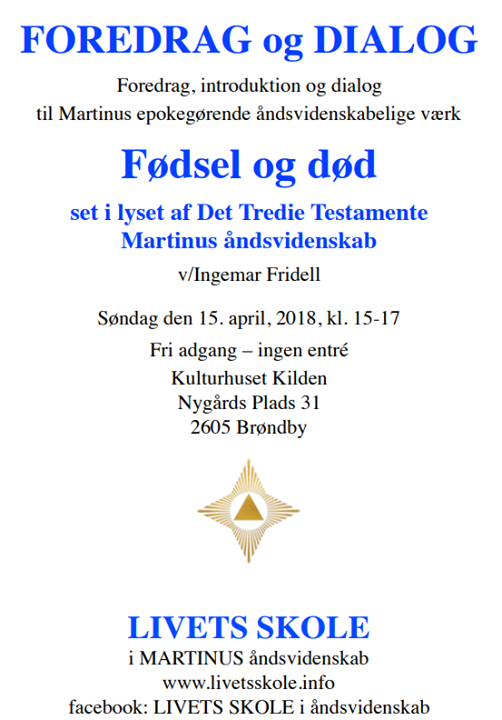 FOREDRAG og DIALOG
Foredrag, introduktion og dialog
til Martinus epokegørende åndsvidenskabelige værk
Fødsel og død
set i lyset af Det Tredie Testamente
Martinus åndsvidenskab
v/Ingemar Fridell
Søndag den 15. april, 2018, kl. 15-17
Fri adgang – ingen entré
Kulturhuset Kilden
Nygårds Plads 31
2605 Brøndby
LIVETS SKOLE
i MARTINUS åndsvidenskab
www.livetsskole.info
facebook: LIVETS SKOLE i åndsvidenskab